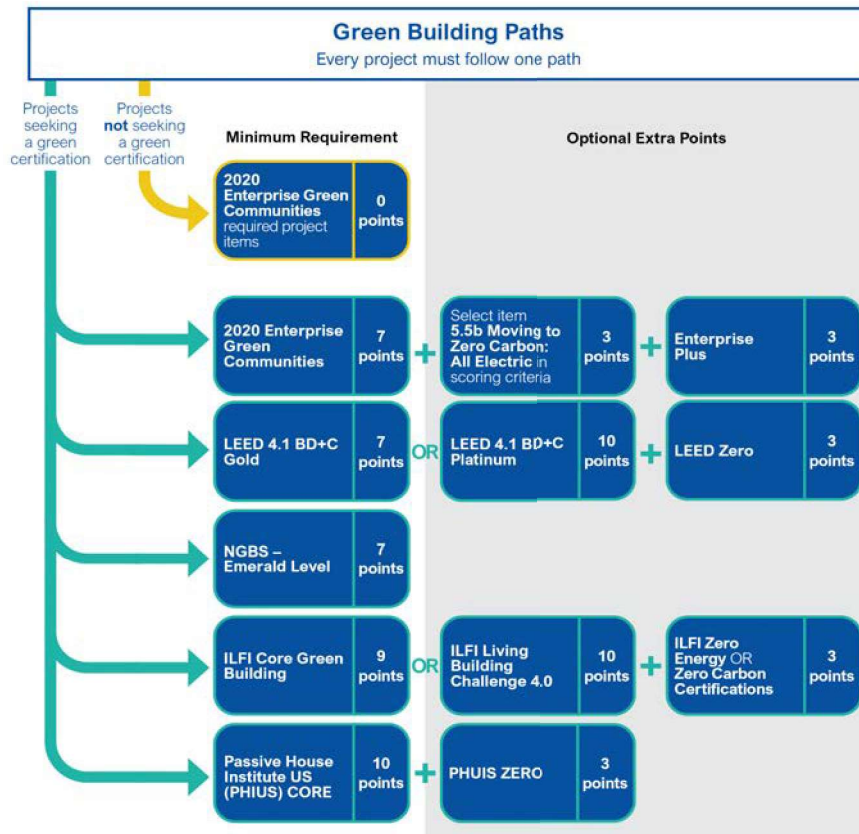 Green Building Paths
Every project must follow one path
Projects
seeking
a green
certification
Projects
not seeking
a green
certification
Minimum Requirement
Optional Extra Points
2020
Enterprise Green
Communities
required project
items
0
points
2020 Enterprise
Green
Communities
7
points
+
Select item
5.5b Moving to
Zero Carbon:
All Electric in
scoring criteria
3
points
+
Enterprise
Plus
3
points
LEED 4.1 BD+C
Gold
7
points
OR
LEED 4.1 BD+C
Platinum
10
points
+
LEED Zero
3
points
NGBS –
Emerald Level
7
points
ILFI Core Green
Building
9
points
OR
ILFI Living
Building
Challenge 4.0
10
points
+
ILFI Zero
Energy OR
Zero Carbon
Certifications
3
points
Passive House
Institute US
(PHIUS) CORE
10
points
+
PHUIS ZERO
3
points